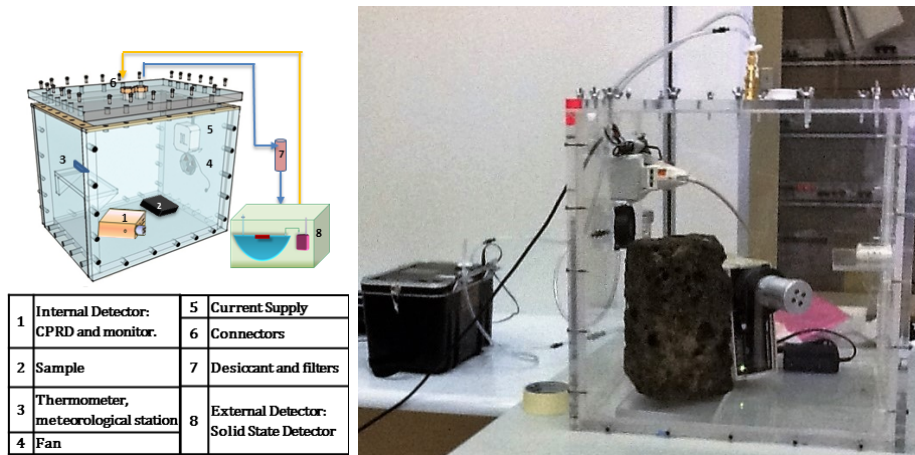 6
5
3
4
7
2
1
8
1 Internal Detector:
CPRD and monitor.
2 Sample
3 Thermometer,
meteorological station
4 Fan
5 Current Supply
6 Connectors
7 Desiccant and filters
8 External Detector:
Solid State Detector